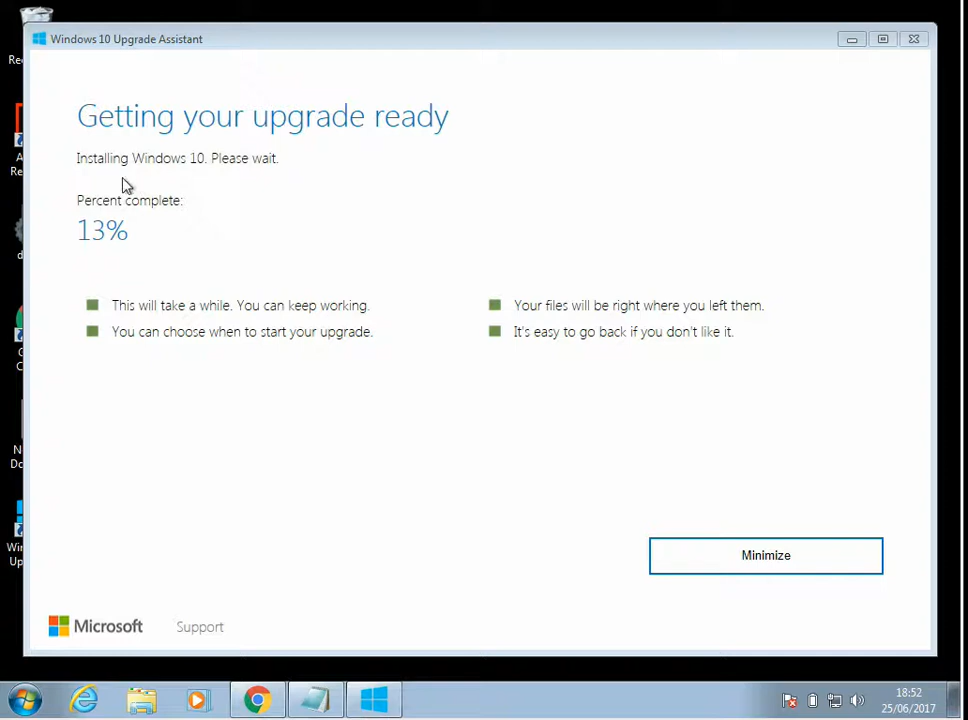 Windows 10 Upgrade Assistant
Getting your upgrade ready
Installing Windows 10. Please wait.
Percent complete:
13%
This will take a while. You can keep working.
Your files will be right where you left them.
You can choose when to start your upgrade.
It's easy to go back if you don't like it.
Minimize
Microsoft
Support
18:52
25/06/2017